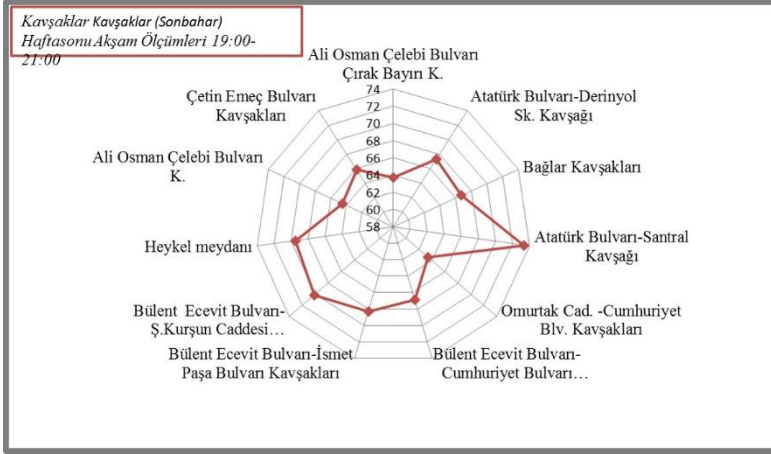 Kavşaklar Kavşaklar (Sonbahar)
Haftasonu Akşam Ölçümleri 19:00-
21:00
Ali Osman Çelebi Bulvarı
Çırak Bayırı K.
Atatürk Bulvarı-Derinyol
Sk. Kavşağı
Bağlar Kavşakları
Atatürk Bulvarı-Santral
Kavşağı
Omurtak Cad. -Cumhuriyet
Blv. Kavşakları
Bülent Ecevit Bulvarı-
Cumhuriyet Bulvarı…
Bülent Ecevit Bulvarı-İsmet
Paşa Bulvarı Kavşakları
Bülent Ecevit Bulvarı-
Ş.Kurşun Caddesi…
Heykel meydanı
Ali Osman Çelebi Bulvarı
K.
Çetin Emeç Bulvarı
Kavşakları
74
72
70
68
66
64
62
60
58